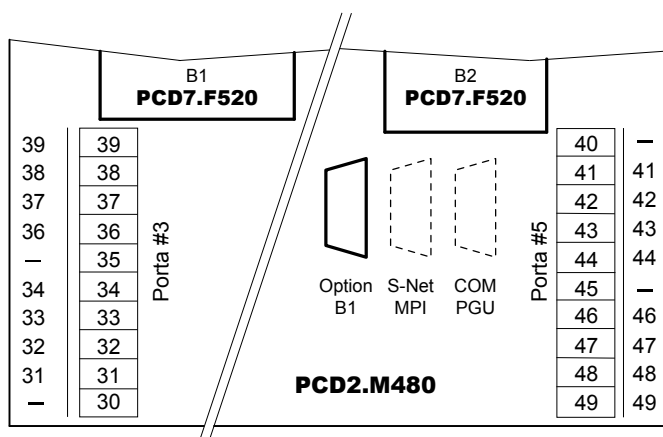 B1
PCD7.F520
B2
PCD7.F520
39 39
38 38
37 37
36 36
– 35
34 34
33 33
32 32
31 31
– 30
Porta #3
Option
B1
S-Net
MPI
COM
PGU
Porta #5
40 –
41 41
42 42
43 43
44 44
45 –
46 46
47 47
48 48
49 49
PCD2.M480